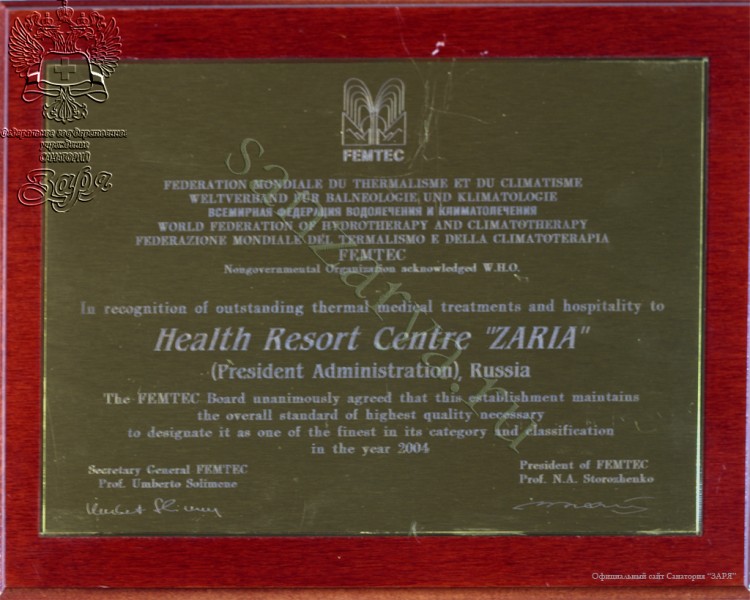 Федеральное государственное
учреждение
САНАТОРИЙ
Заря
FEMTEC
FEDERATION MONDIALE DU THERMALISME ET DU CLIMATISME
WELTVERBAND FÜR BALNEOLOGIE UND KLIMATOLOGIE
ВСЕМИРНАЯ ФЕДЕРАЦИЯ ВОДОЛЕЧЕНИЯ И КЛИМАТОЛЕЧЕНИЯ
WORLD FEDERATION OF HYDROTHERAPY AND CLIMATOTHERAPY
FEDERAZIONE MONDIALE DEL TERMALISMO E DELLA CLIMATOTERAPIA
FEMTEC
Nongovernmental Organization acknowledged W.H.O.
In recognition of outstanding thermal medical treatments and hospitality to
Health Resort Centre "ZARIA"
(President Administration), Russia
The FEMTEC Board unanimously agreed that this establishment maintains
the overall standard of highest quality necessary
to designate it as one of the finest in its category and classification
in the year 2004
Secretary General FEMTEC
Prof. Umberto Solimene
President of FEMTEC
Prof. N.A. Storozhenko
Официальный сайт Санатория "ЗАРЯ"